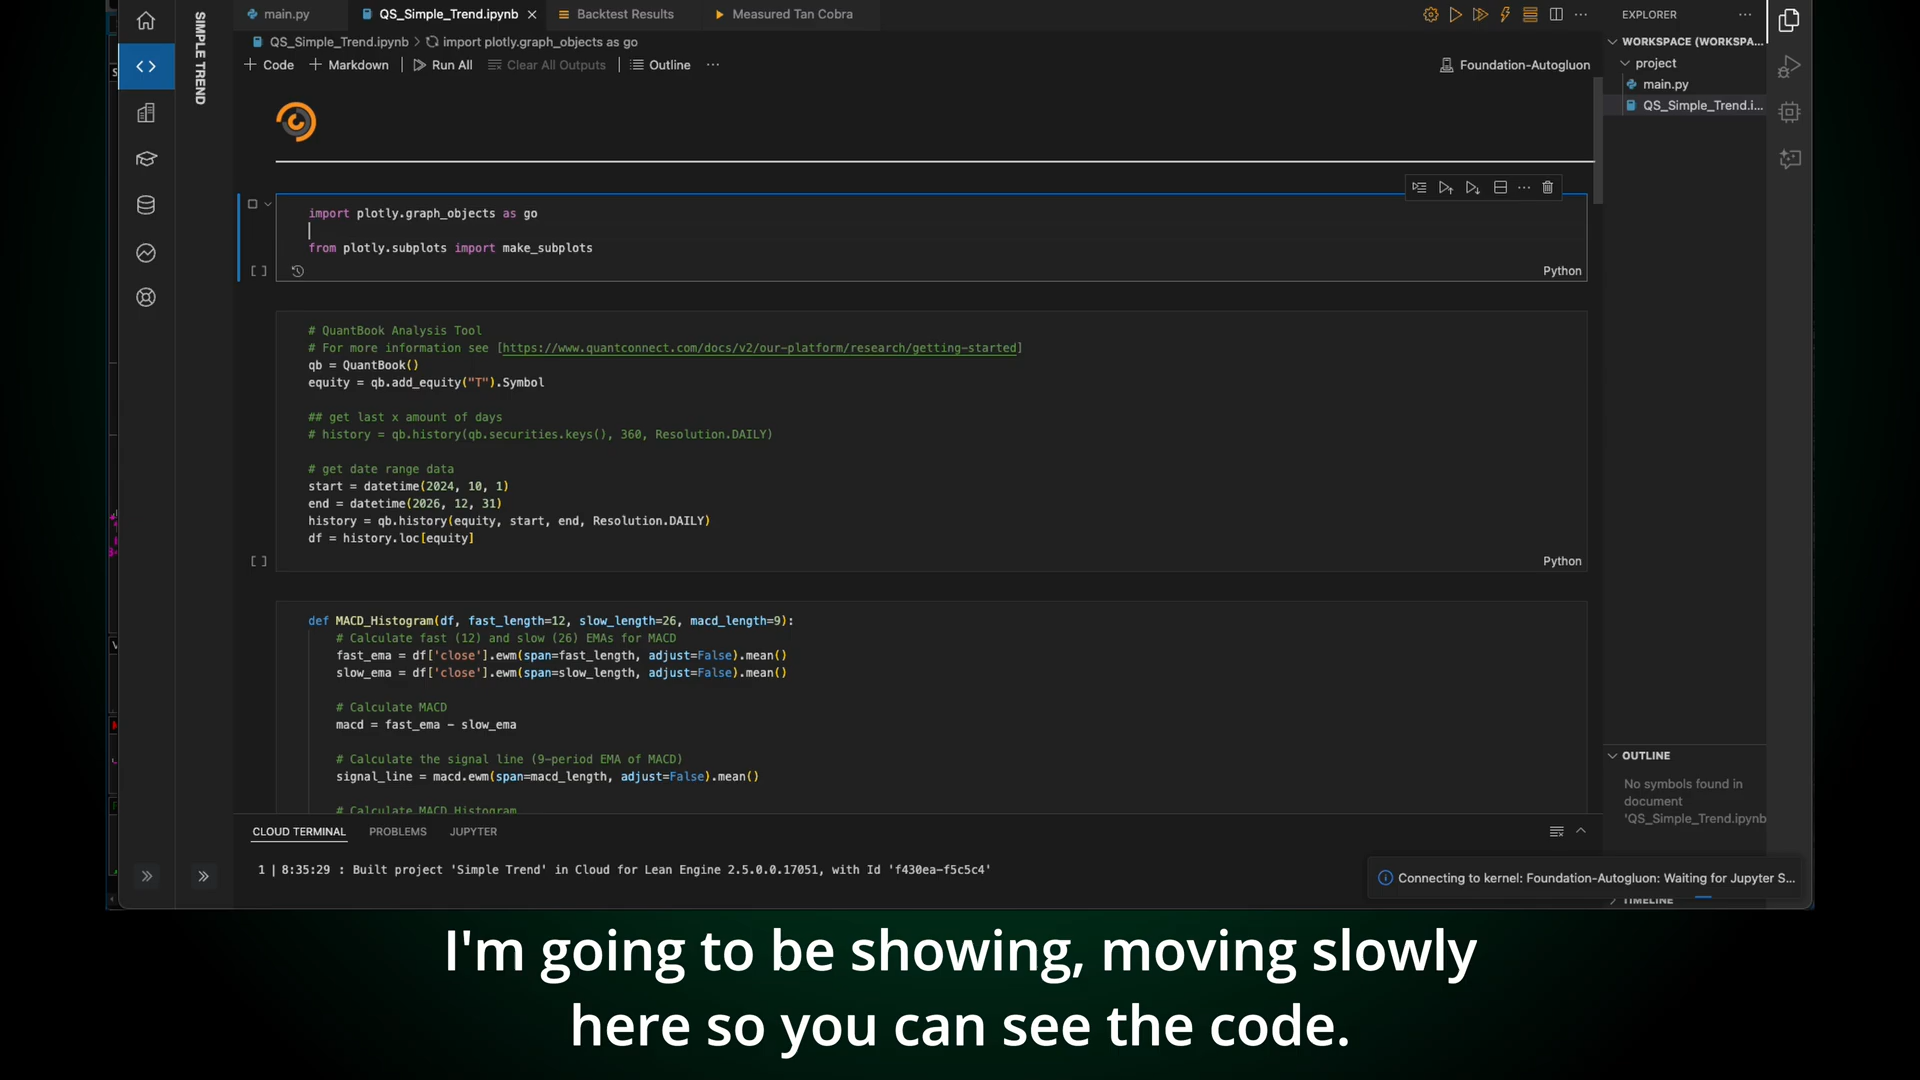 main.py
QS_Simple_Trend.ipynb
Backtest Results
Measured Tan Cobra
EXPLORER
SIMPLE TREND
QS_Simple_Trend.ipynb > import plotly.graph_objects as go
WORKSPACE (WORKSPA...
Code
Markdown
Run All
Clear All Outputs
Outline
Foundation-Autogluon
project
main.py
QS_Simple_Trend.i...
import plotly.graph_objects as go
from plotly.subplots import make_subplots
[ ]
Python
# QuantBook Analysis Tool
# For more information see [https://www.quantconnect.com/docs/v2/our-platform/research/getting-started]
qb = QuantBook()
equity = qb.add_equity("T").Symbol
## get last x amount of days
# history = qb.history(qb.securities.keys(), 360, Resolution.DAILY)
# get date range data
start = datetime(2024, 10, 1)
end = datetime(2026, 12, 31)
history = qb.history(equity, start, end, Resolution.DAILY)
df = history.loc[equity]
[ ]
Python
def MACD_Histogram(df, fast_length=12, slow_length=26, macd_length=9):
# Calculate fast (12) and slow (26) EMAs for MACD
fast_ema = df['close'].ewm(span=fast_length, adjust=False).mean()
slow_ema = df['close'].ewm(span=slow_length, adjust=False).mean()
# Calculate MACD
macd = fast_ema - slow_ema
# Calculate the signal line (9-period EMA of MACD)
signal_line = macd.ewm(span=macd_length, adjust=False).mean()
# Calculate MACD Histogram
OUTLINE
No symbols found in
document
'QS_Simple_Trend.ipynb
CLOUD TERMINAL
PROBLEMS
JUPYTER
1 | 8:35:29 : Built project 'Simple Trend' in Cloud for Lean Engine 2.5.0.0.17051, with Id 'f430ea-f5c5c4'
Connecting to kernel: Foundation-Autogluon: Waiting for Jupyter S...
TIMELINE
I'm going to be showing, moving slowly
here so you can see the code.